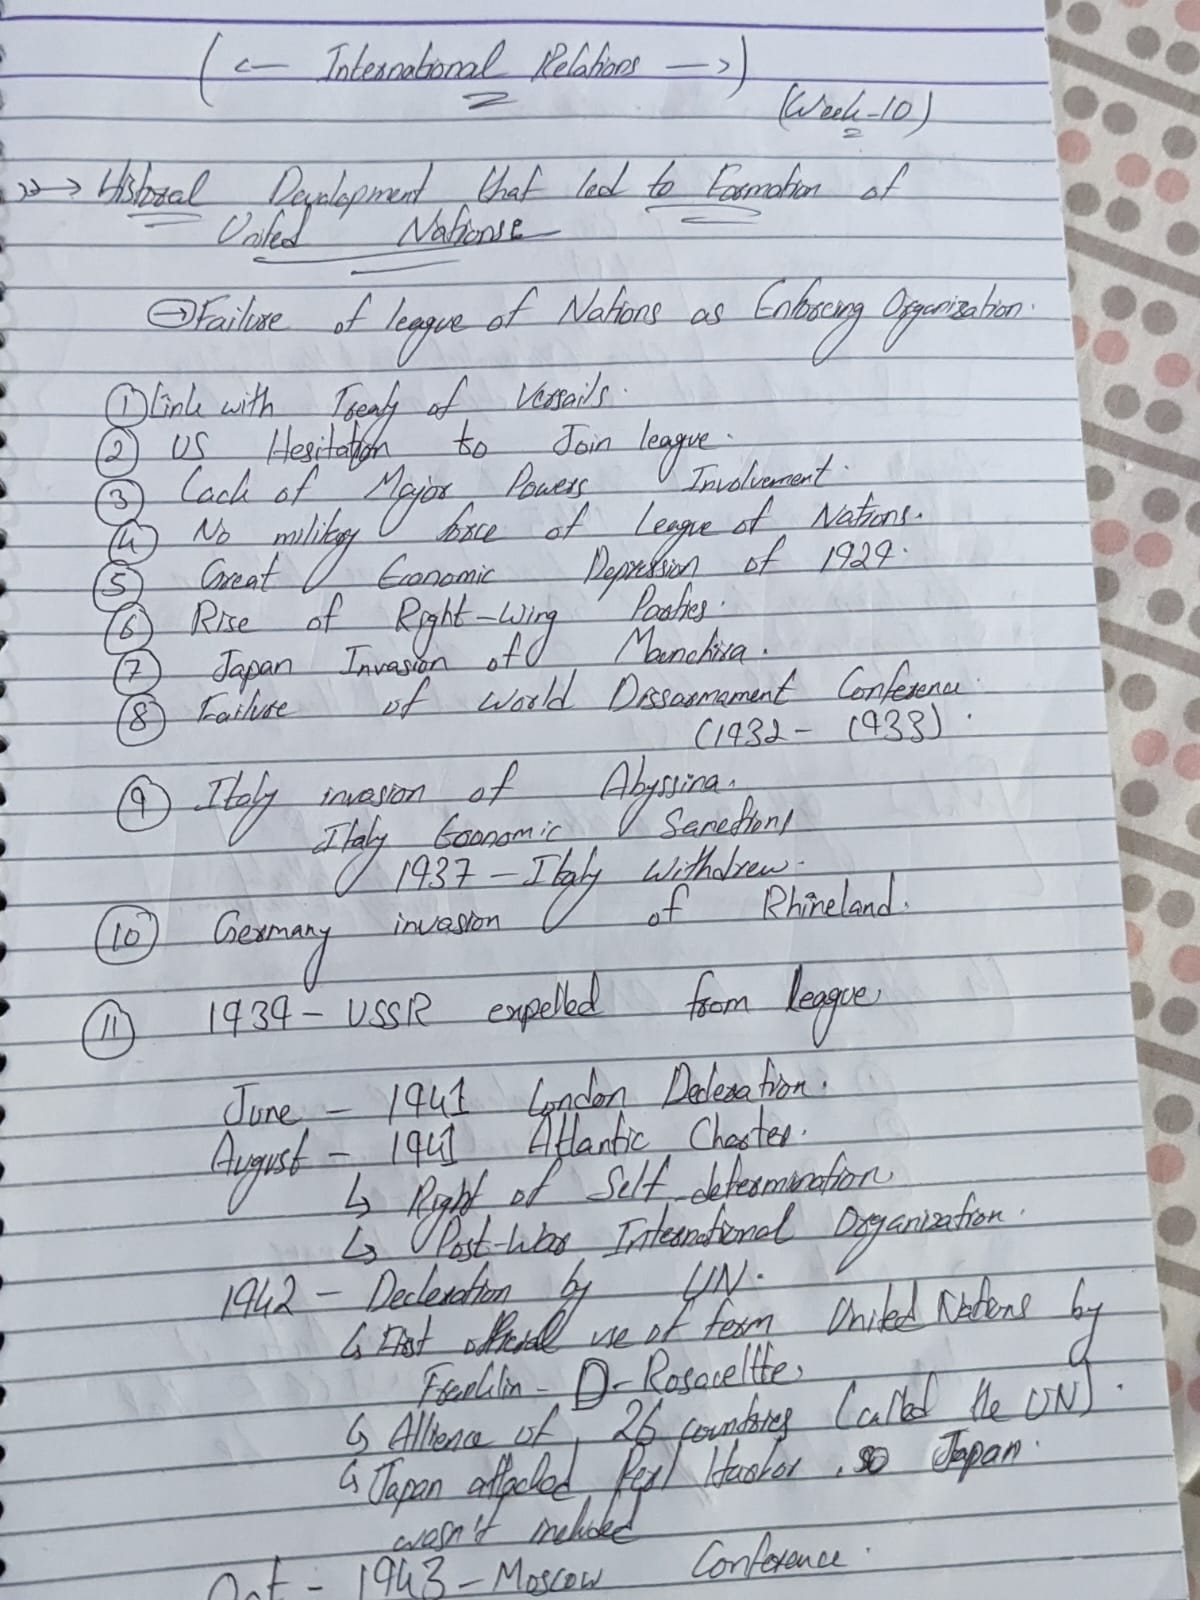 (<— International Relations —>)
(Week-10)
>>→ Historal Development that led to Formation of
United Nationse
→ Failure of league of Nations as Enforcing Organization.
① Link with Treaty of Versails.
② US Hesitation to Join league.
③ Lack of Major Powers Involvement.
④ No military force of League of Nations.
⑤ Great Economic Depression of 1929.
⑥ Rise of Right-Wing Parties.
⑦ Japan Invasion of Manchira.
⑧ Failure of World Dissarmament Conference
(1932 - 1933).
⑨ Italy invasion of Abyssina.
Italy Economic Sanctions
1937 - Italy Withdrew.
⑩ Germany invasion of Rhineland.
⑪ 1939 - USSR expelled from league.
June - 1941 London Decleration.
August - 1941 Atlantic Charter.
↳ Right of Self determination.
↳ Post-War International Organization.
1942 - Decleration by UN.
↳ First official use of term United Nations by
Franklin - D - Rosaceltte.
↳ Allience of 26 countries (called the UN).
↳ Japan attacked Perl Harbor, so Japan
wasn't included
Oct - 1943 - Moscow Conference.